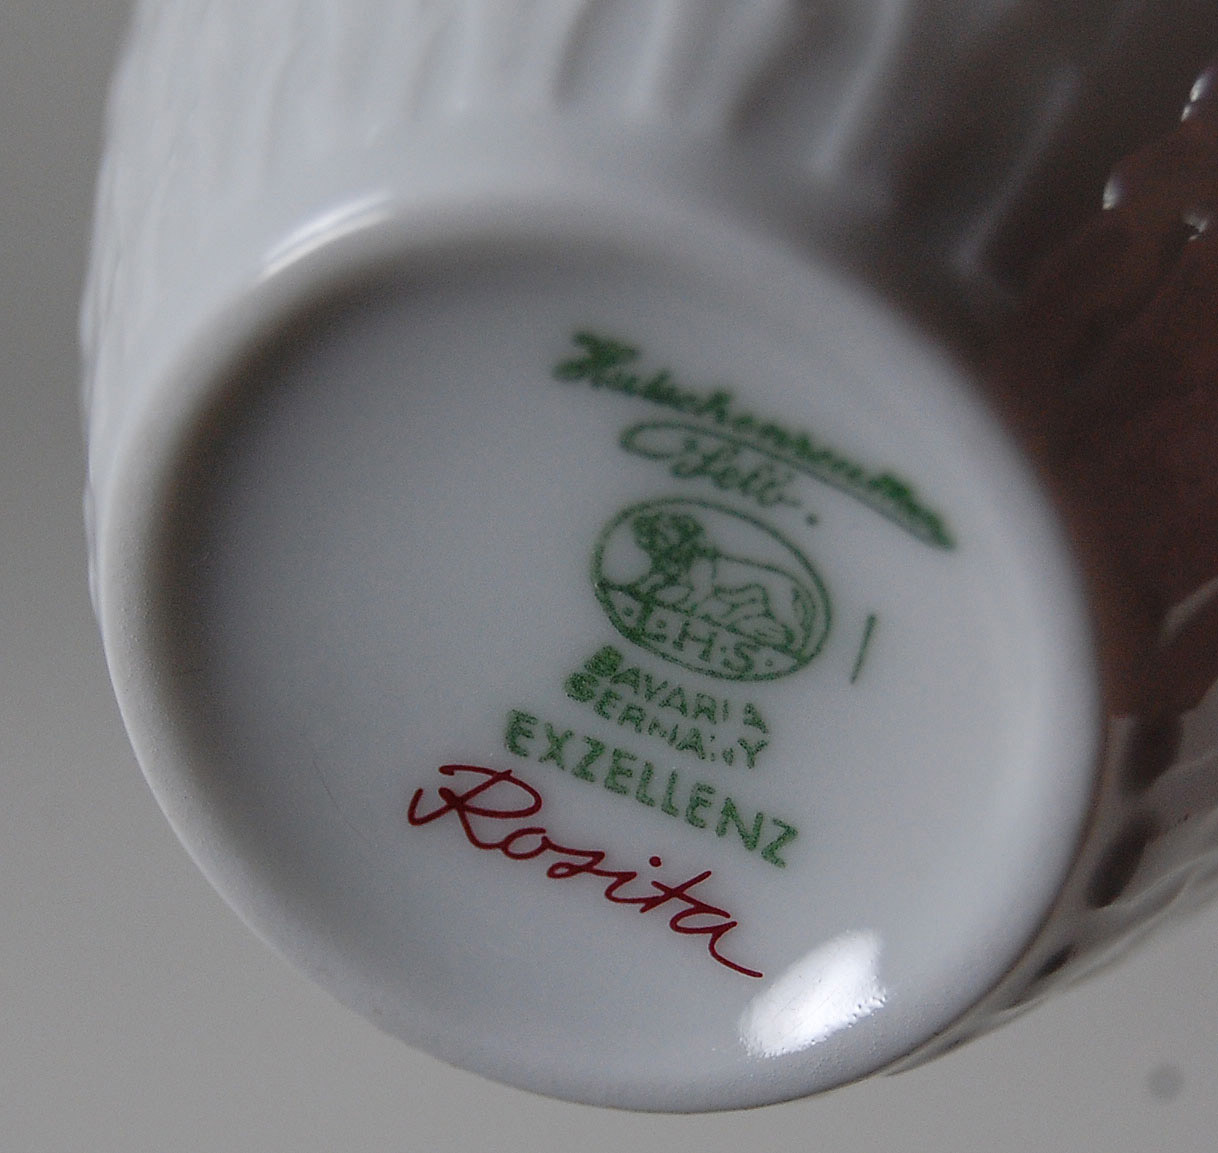 Hutschenreuther
Selb
L·H·S·
BAVARIA
GERMANY
EXZELLENZ
Rosita